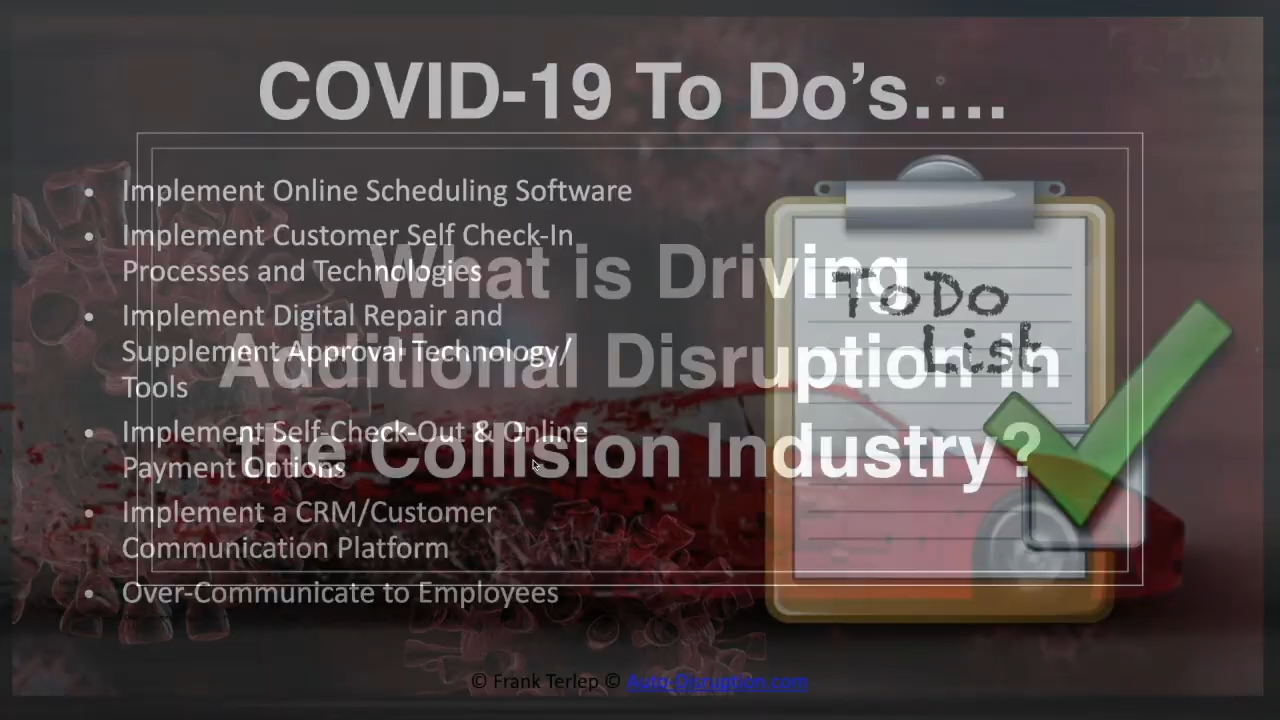 COVID-19 To Do’s....
• Implement Online Scheduling Software
• Implement Customer Self Check-In
Processes and Technologies
• Implement Digital Repair and
Supplement Approval Technology/
Tools
• Implement Self-Check-Out & Online
Payment Options
• Implement a CRM/Customer
Communication Platform
• Over-Communicate to Employees
ToDo
List
What is Driving
Additional Disruption in
the Collision Industry?
© Frank Terlep © Auto-Disruption.com